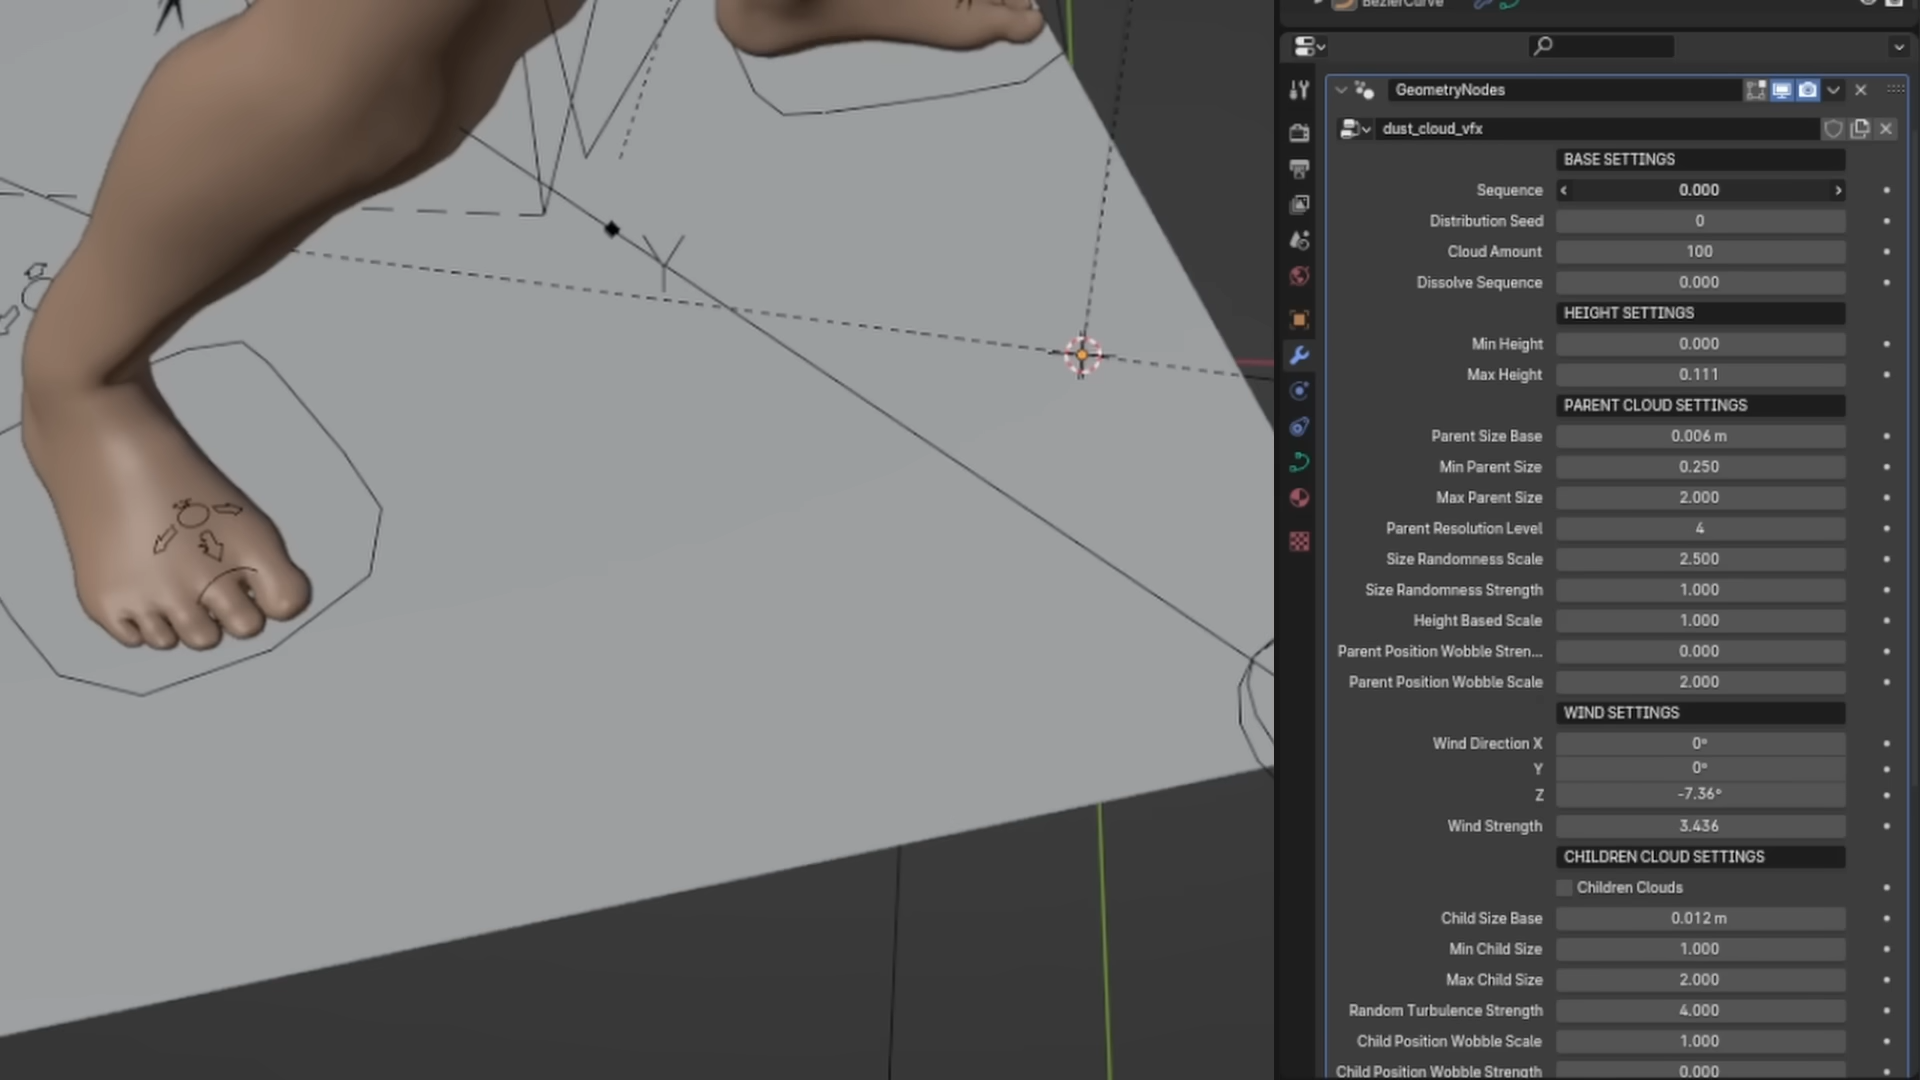 BezierCurve
GeometryNodes
dust_cloud_vfx
BASE SETTINGS
Sequence 0.000
Distribution Seed 0
Cloud Amount 100
Dissolve Sequence 0.000
HEIGHT SETTINGS
Min Height 0.000
Max Height 0.111
PARENT CLOUD SETTINGS
Parent Size Base 0.006 m
Min Parent Size 0.250
Max Parent Size 2.000
Parent Resolution Level 4
Size Randomness Scale 2.500
Size Randomness Strength 1.000
Height Based Scale 1.000
Parent Position Wobble Stren... 0.000
Parent Position Wobble Scale 2.000
WIND SETTINGS
Wind Direction X 0°
Y 0°
Z -7.36°
Wind Strength 3.436
CHILDREN CLOUD SETTINGS
Children Clouds
Child Size Base 0.012 m
Min Child Size 1.000
Max Child Size 2.000
Random Turbulence Strength 4.000
Child Position Wobble Scale 1.000
Child Position Wobble Strength 0.000